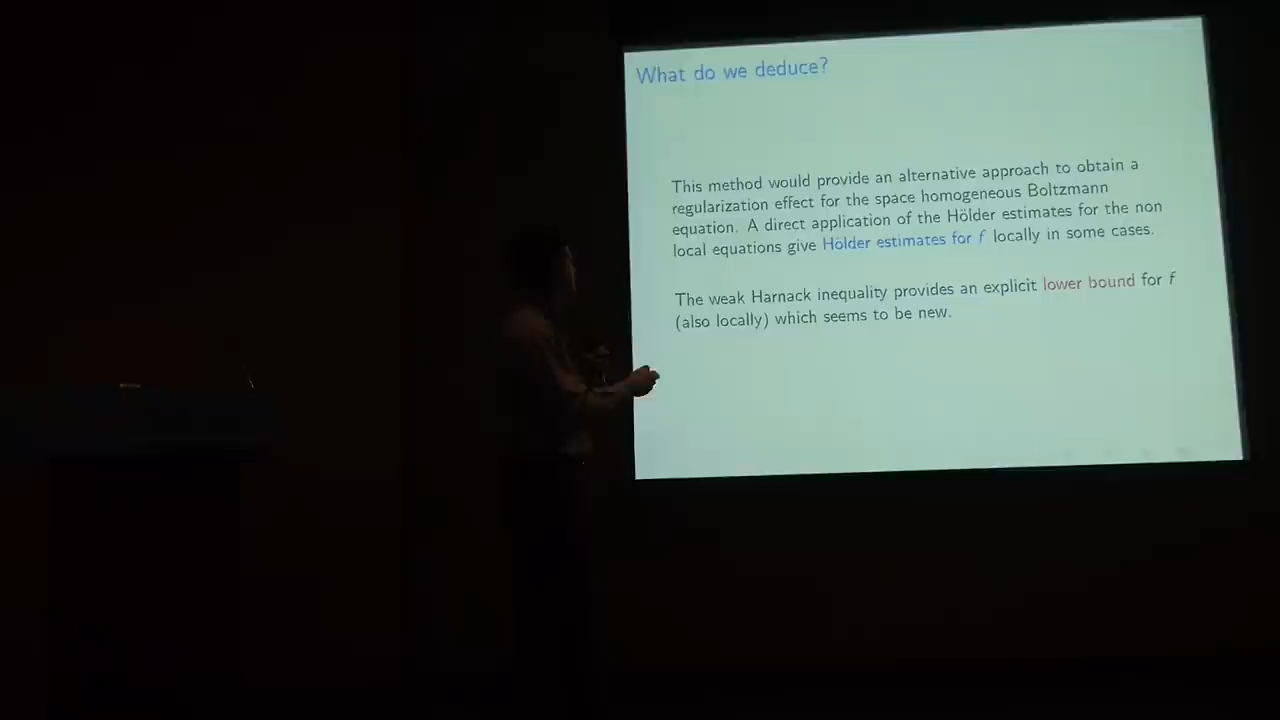 What do we deduce?
This method would provide an alternative approach to obtain a
regularization effect for the space homogeneous Boltzmann
equation. A direct application of the Hölder estimates for the non
local equations give Hölder estimates for f locally in some cases.
The weak Harnack inequality provides an explicit lower bound for f
(also locally) which seems to be new.